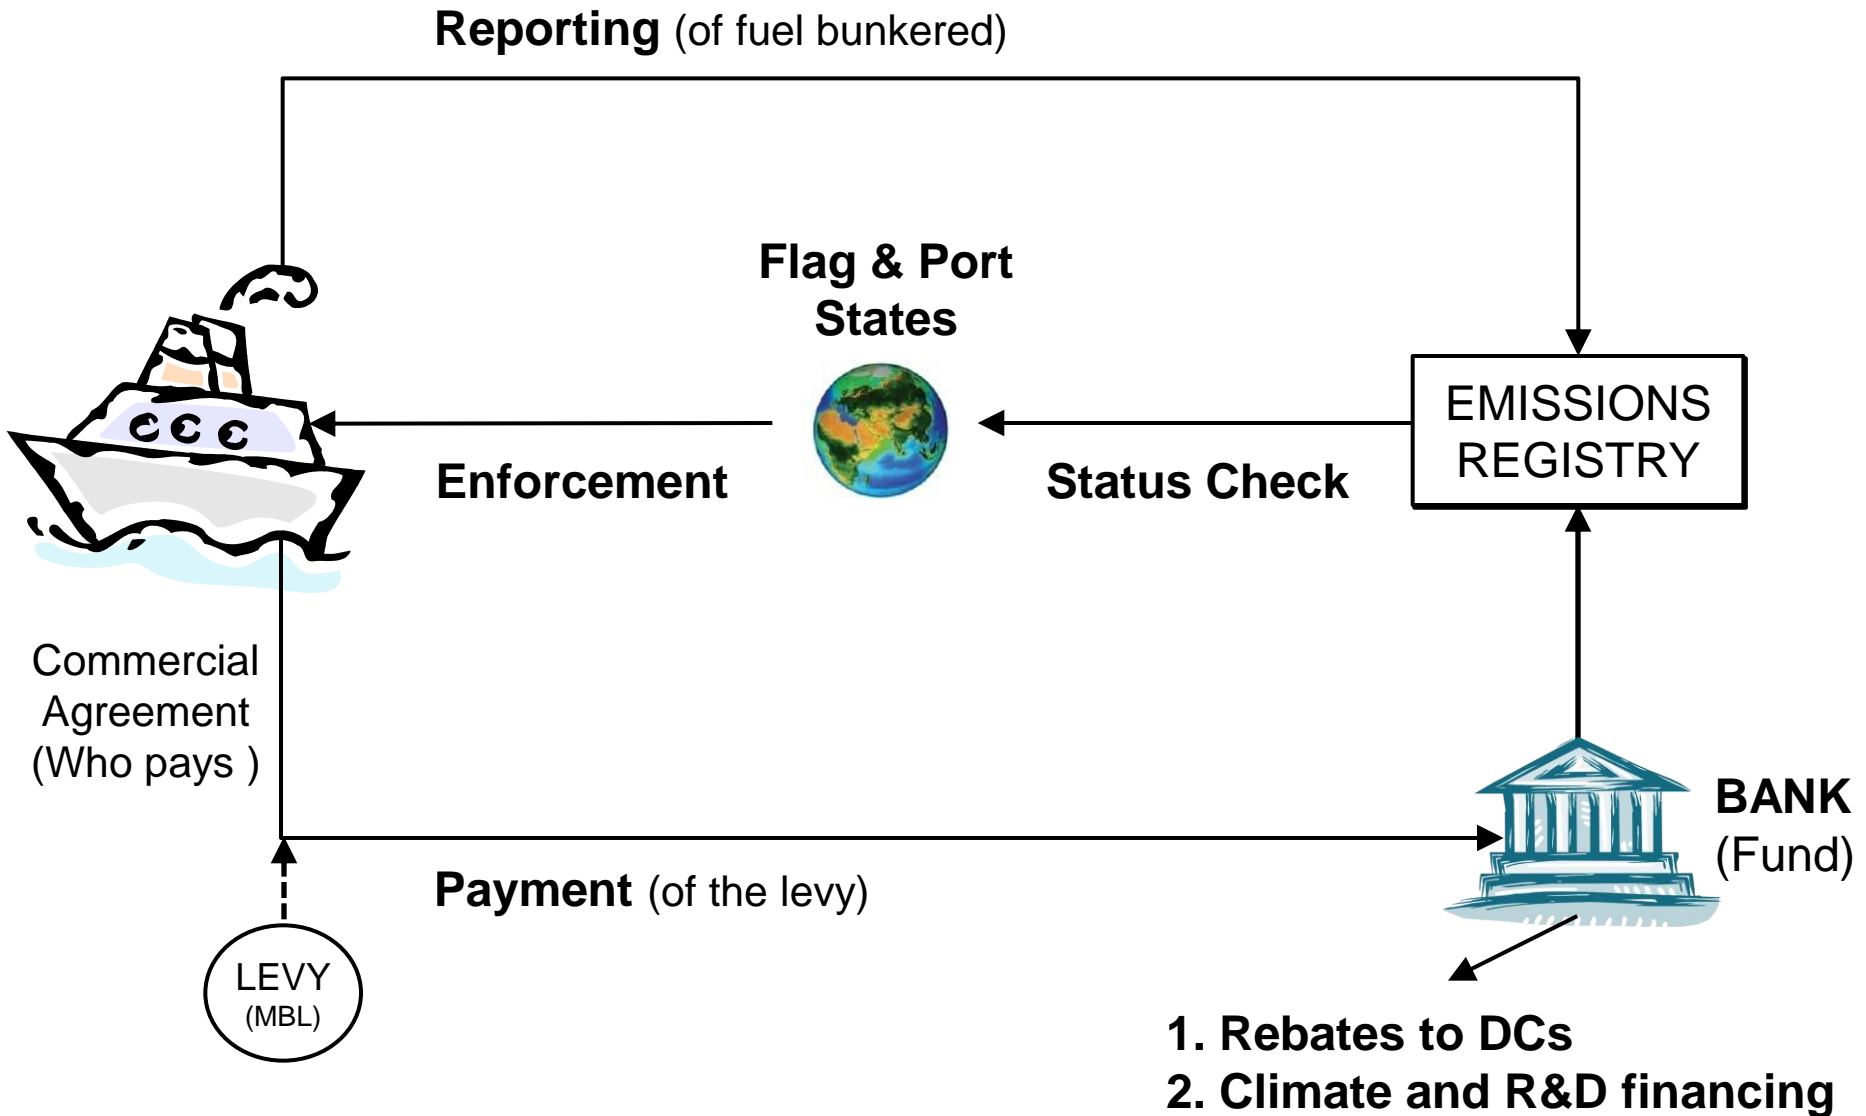 Reporting (of fuel bunkered)
Flag & Port
States
EMISSIONS
REGISTRY
Enforcement
Status Check
Commercial
Agreement
(Who pays )
BANK
(Fund)
Payment (of the levy)
LEVY
(MBL)
1. Rebates to DCs
2. Climate and R&D financing